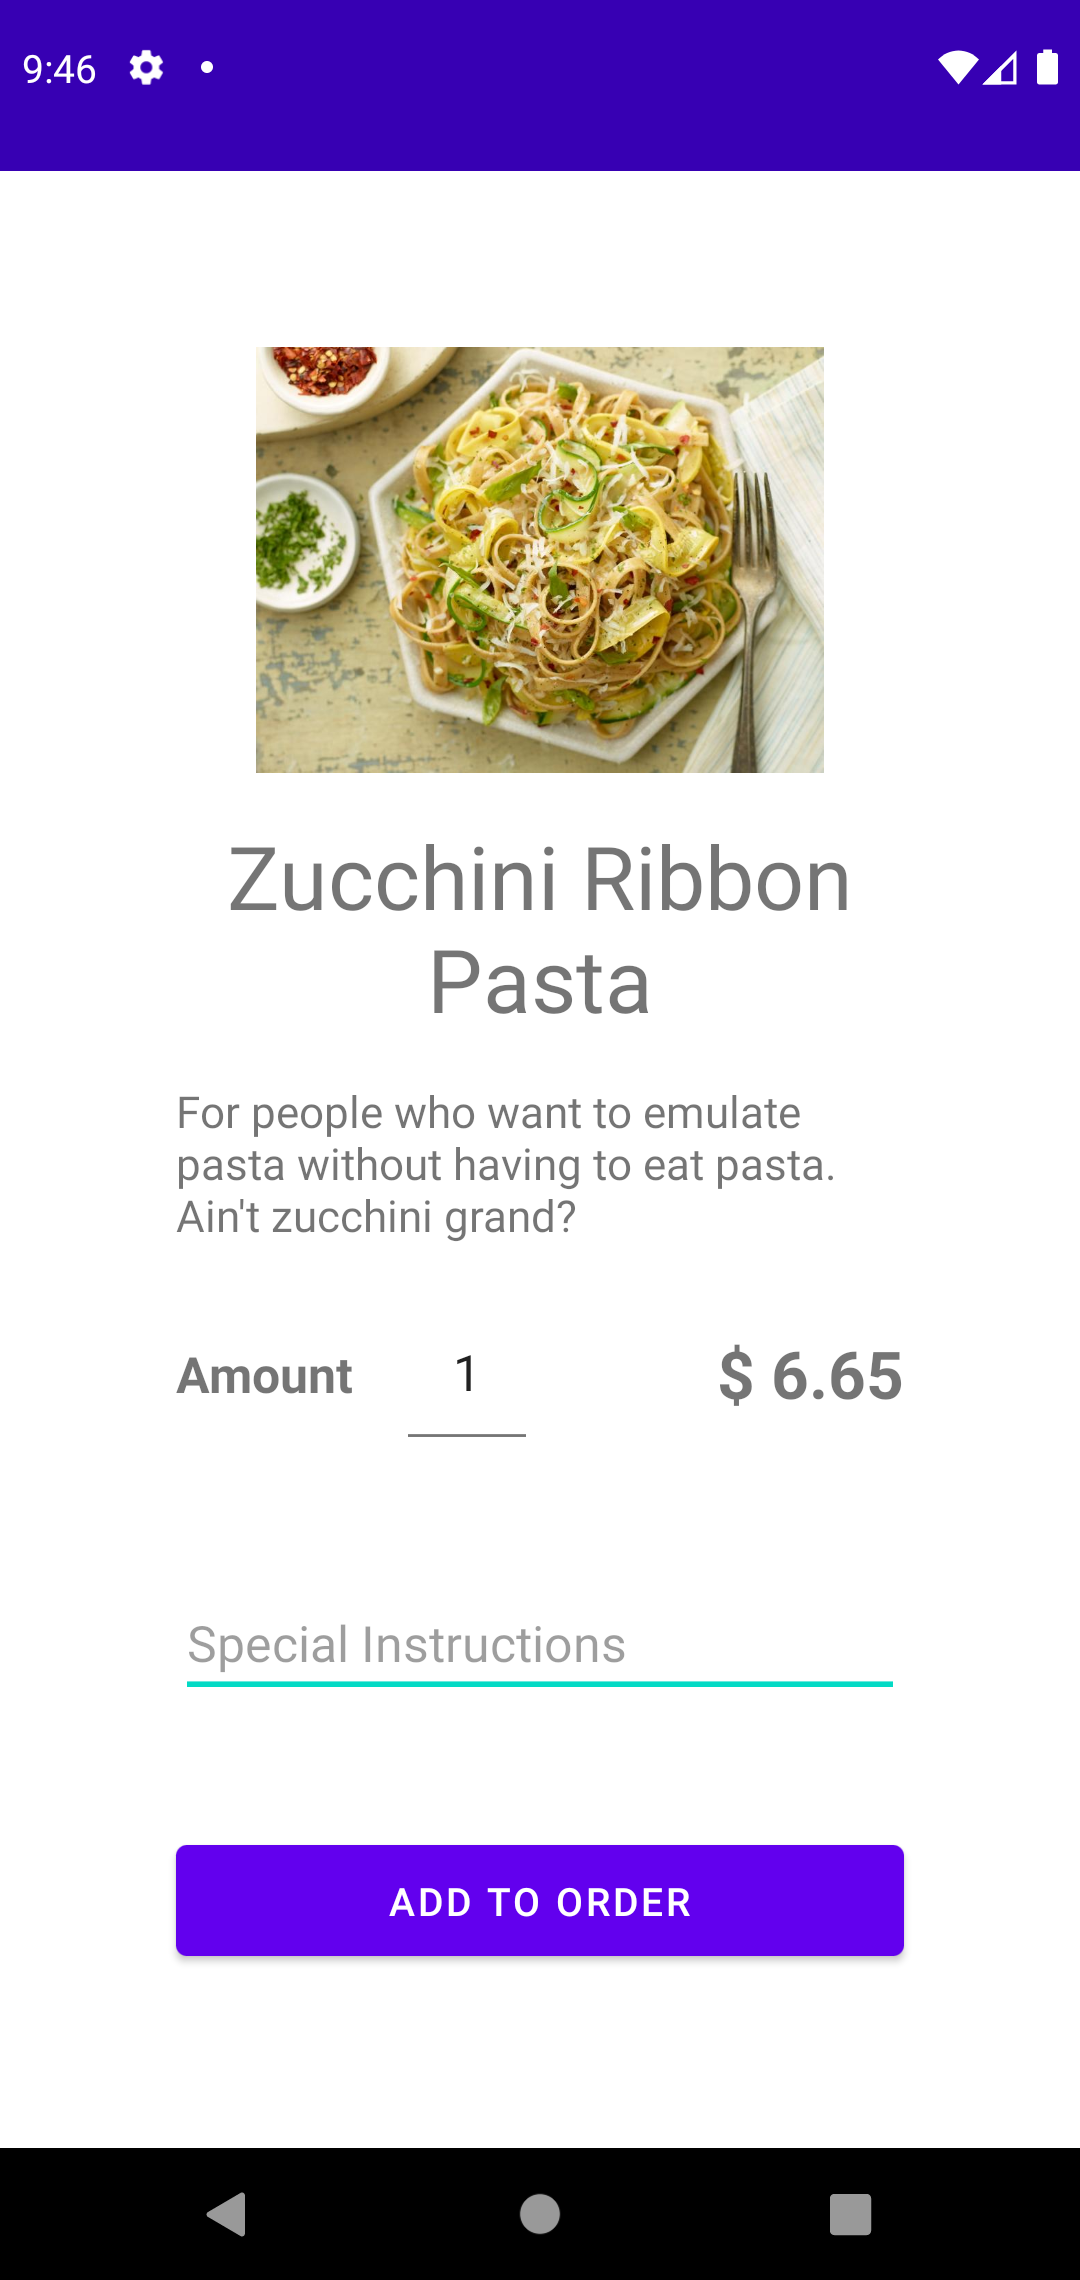 9:46
Zucchini Ribbon
Pasta
For people who want to emulate
pasta without having to eat pasta.
Ain't zucchini grand?
Amount 1 $ 6.65
Special Instructions
ADD TO ORDER